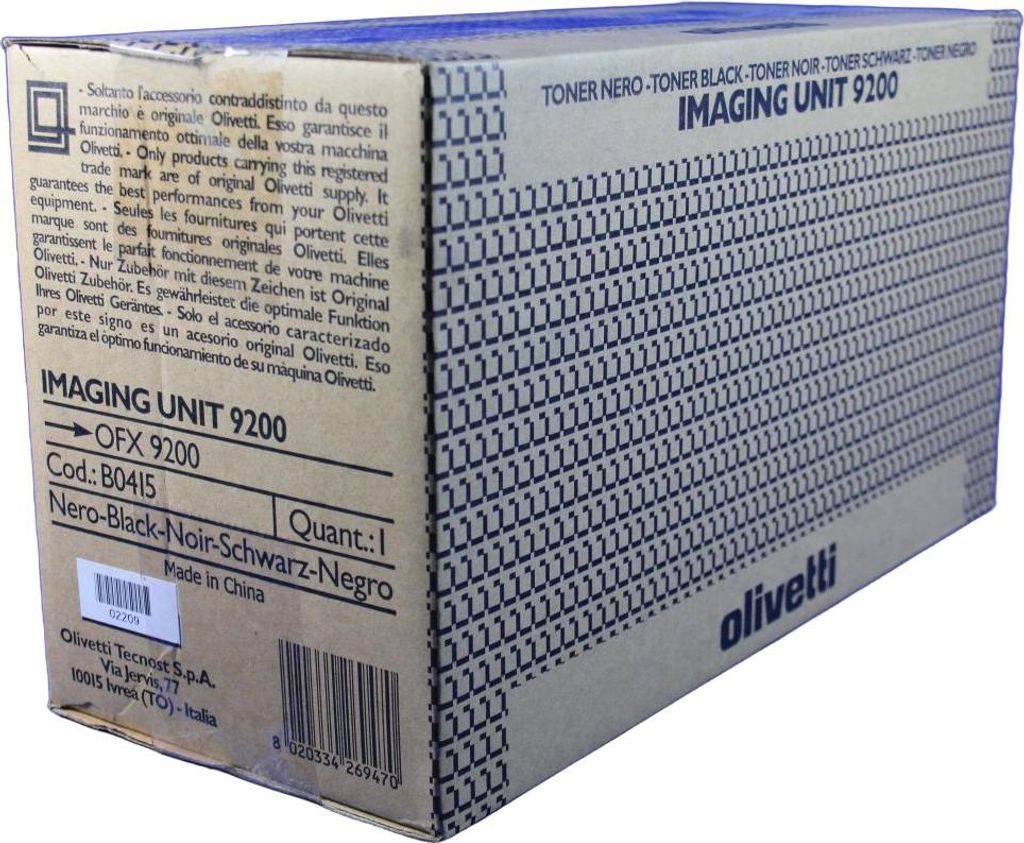 - Soltanto l'accessorio contraddistinto da questo
marchio è originale Olivetti. Esso garantisce il
funzionamento ottimale della vostra macchina
Olivetti. - Only products carrying this registered
trade mark are of original Olivetti supply. It
guarantees the best performances from your Olivetti
equipment. - Seules les fournitures qui portent cette
marque sont des fournitures originales Olivetti. Elles
garantissent le parfait fonctionnement de votre machine
Olivetti. - Nur Zubehör mit diesem Zeichen ist Original
Olivetti Zubehör. Es gewährleistet die optimale Funktion
Ihres Olivetti Geräntes. - Solo el acessorio caracterizado
por este signo es un acesorio original Olivetti. Eso
garantiza el òptimo funcionamiento de su màquina Olivetti.
IMAGING UNIT 9200
OFX 9200
Cod.: B0415
Quant.: 1
Nero-Black-Noir-Schwarz-Negro
Made in China
02209
Olivetti Tecnost S.p.A.
Via Jervis, 77
10015 Ivrea (TO) - Italia
8 020334 269470
TONER NERO -TONER BLACK -TONER NOIR -TONER SCHWARZ -TONER NEGRO
IMAGING UNIT 9200
olivetti